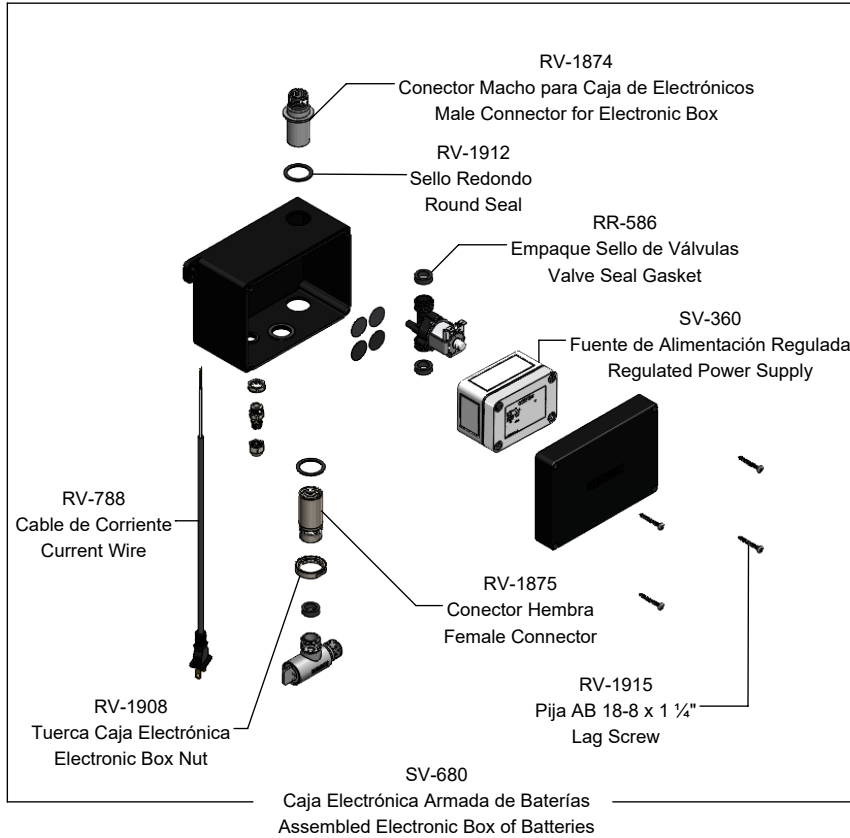 RV-1874
Conector Macho para Caja de Electrónicos
Male Connector for Electronic Box
RV-1912
Sello Redondo
Round Seal
RR-586
Empaque Sello de Válvulas
Valve Seal Gasket
SV-360
Fuente de Alimentación Regulada
Regulated Power Supply
RV-788
Cable de Corriente
Current Wire
RV-1875
Conector Hembra
Female Connector
RV-1915
Pija AB 18-8 x 1 ¼"
Lag Screw
RV-1908
Tuerca Caja Electrónica
Electronic Box Nut
SV-680
Caja Electrónica Armada de Baterías
Assembled Electronic Box of Batteries